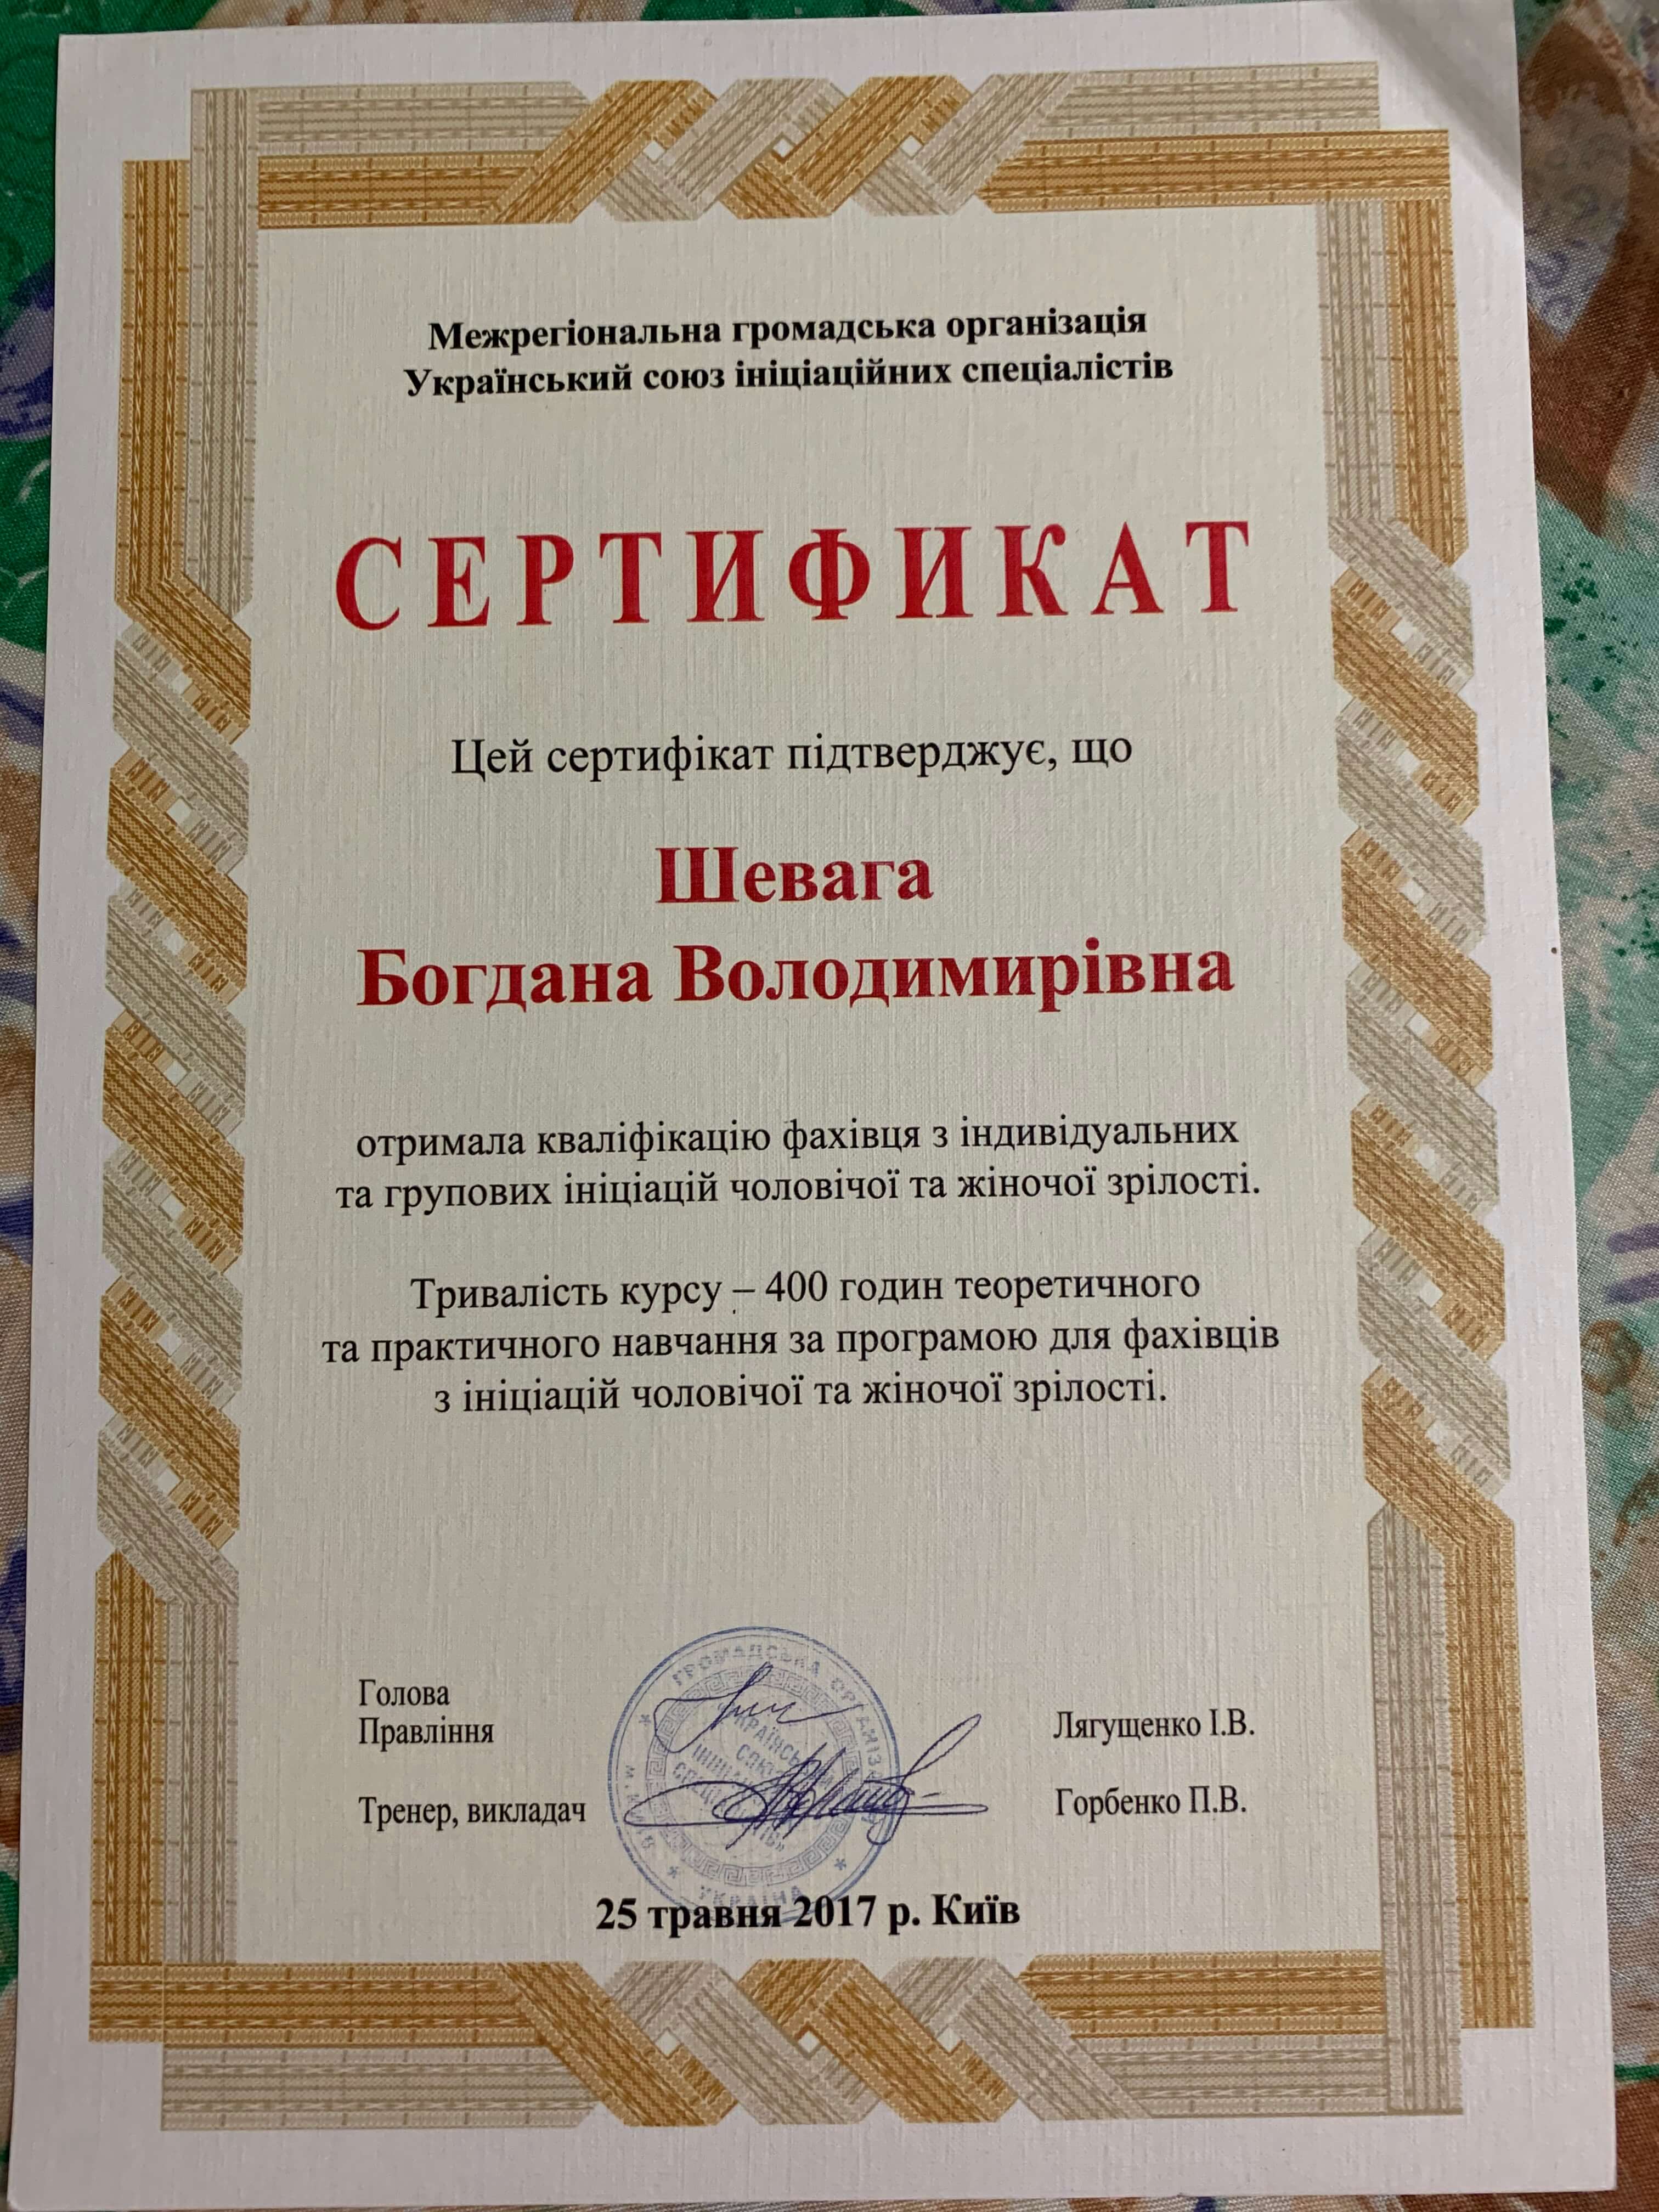 Межрегіональна громадська організація
Український союз ініціаційних спеціалістів
СЕРТИФИКАТ
Цей сертифікат підтверджує, що
Шевага
Богдана Володимирівна
отримала кваліфікацію фахівця з індивідуальних
та групових ініціацій чоловічої та жіночої зрілості.
Тривалість курсу – 400 годин теоретичного
та практичного навчання за програмою для фахівців
з ініціацій чоловічої та жіночої зрілості.
Голова
Правління
Лягущенко І.В.
Тренер, викладач
Горбенко П.В.
ГРОМАДСЬКА
УКРАЇНА
25 травня 2017 р. Київ